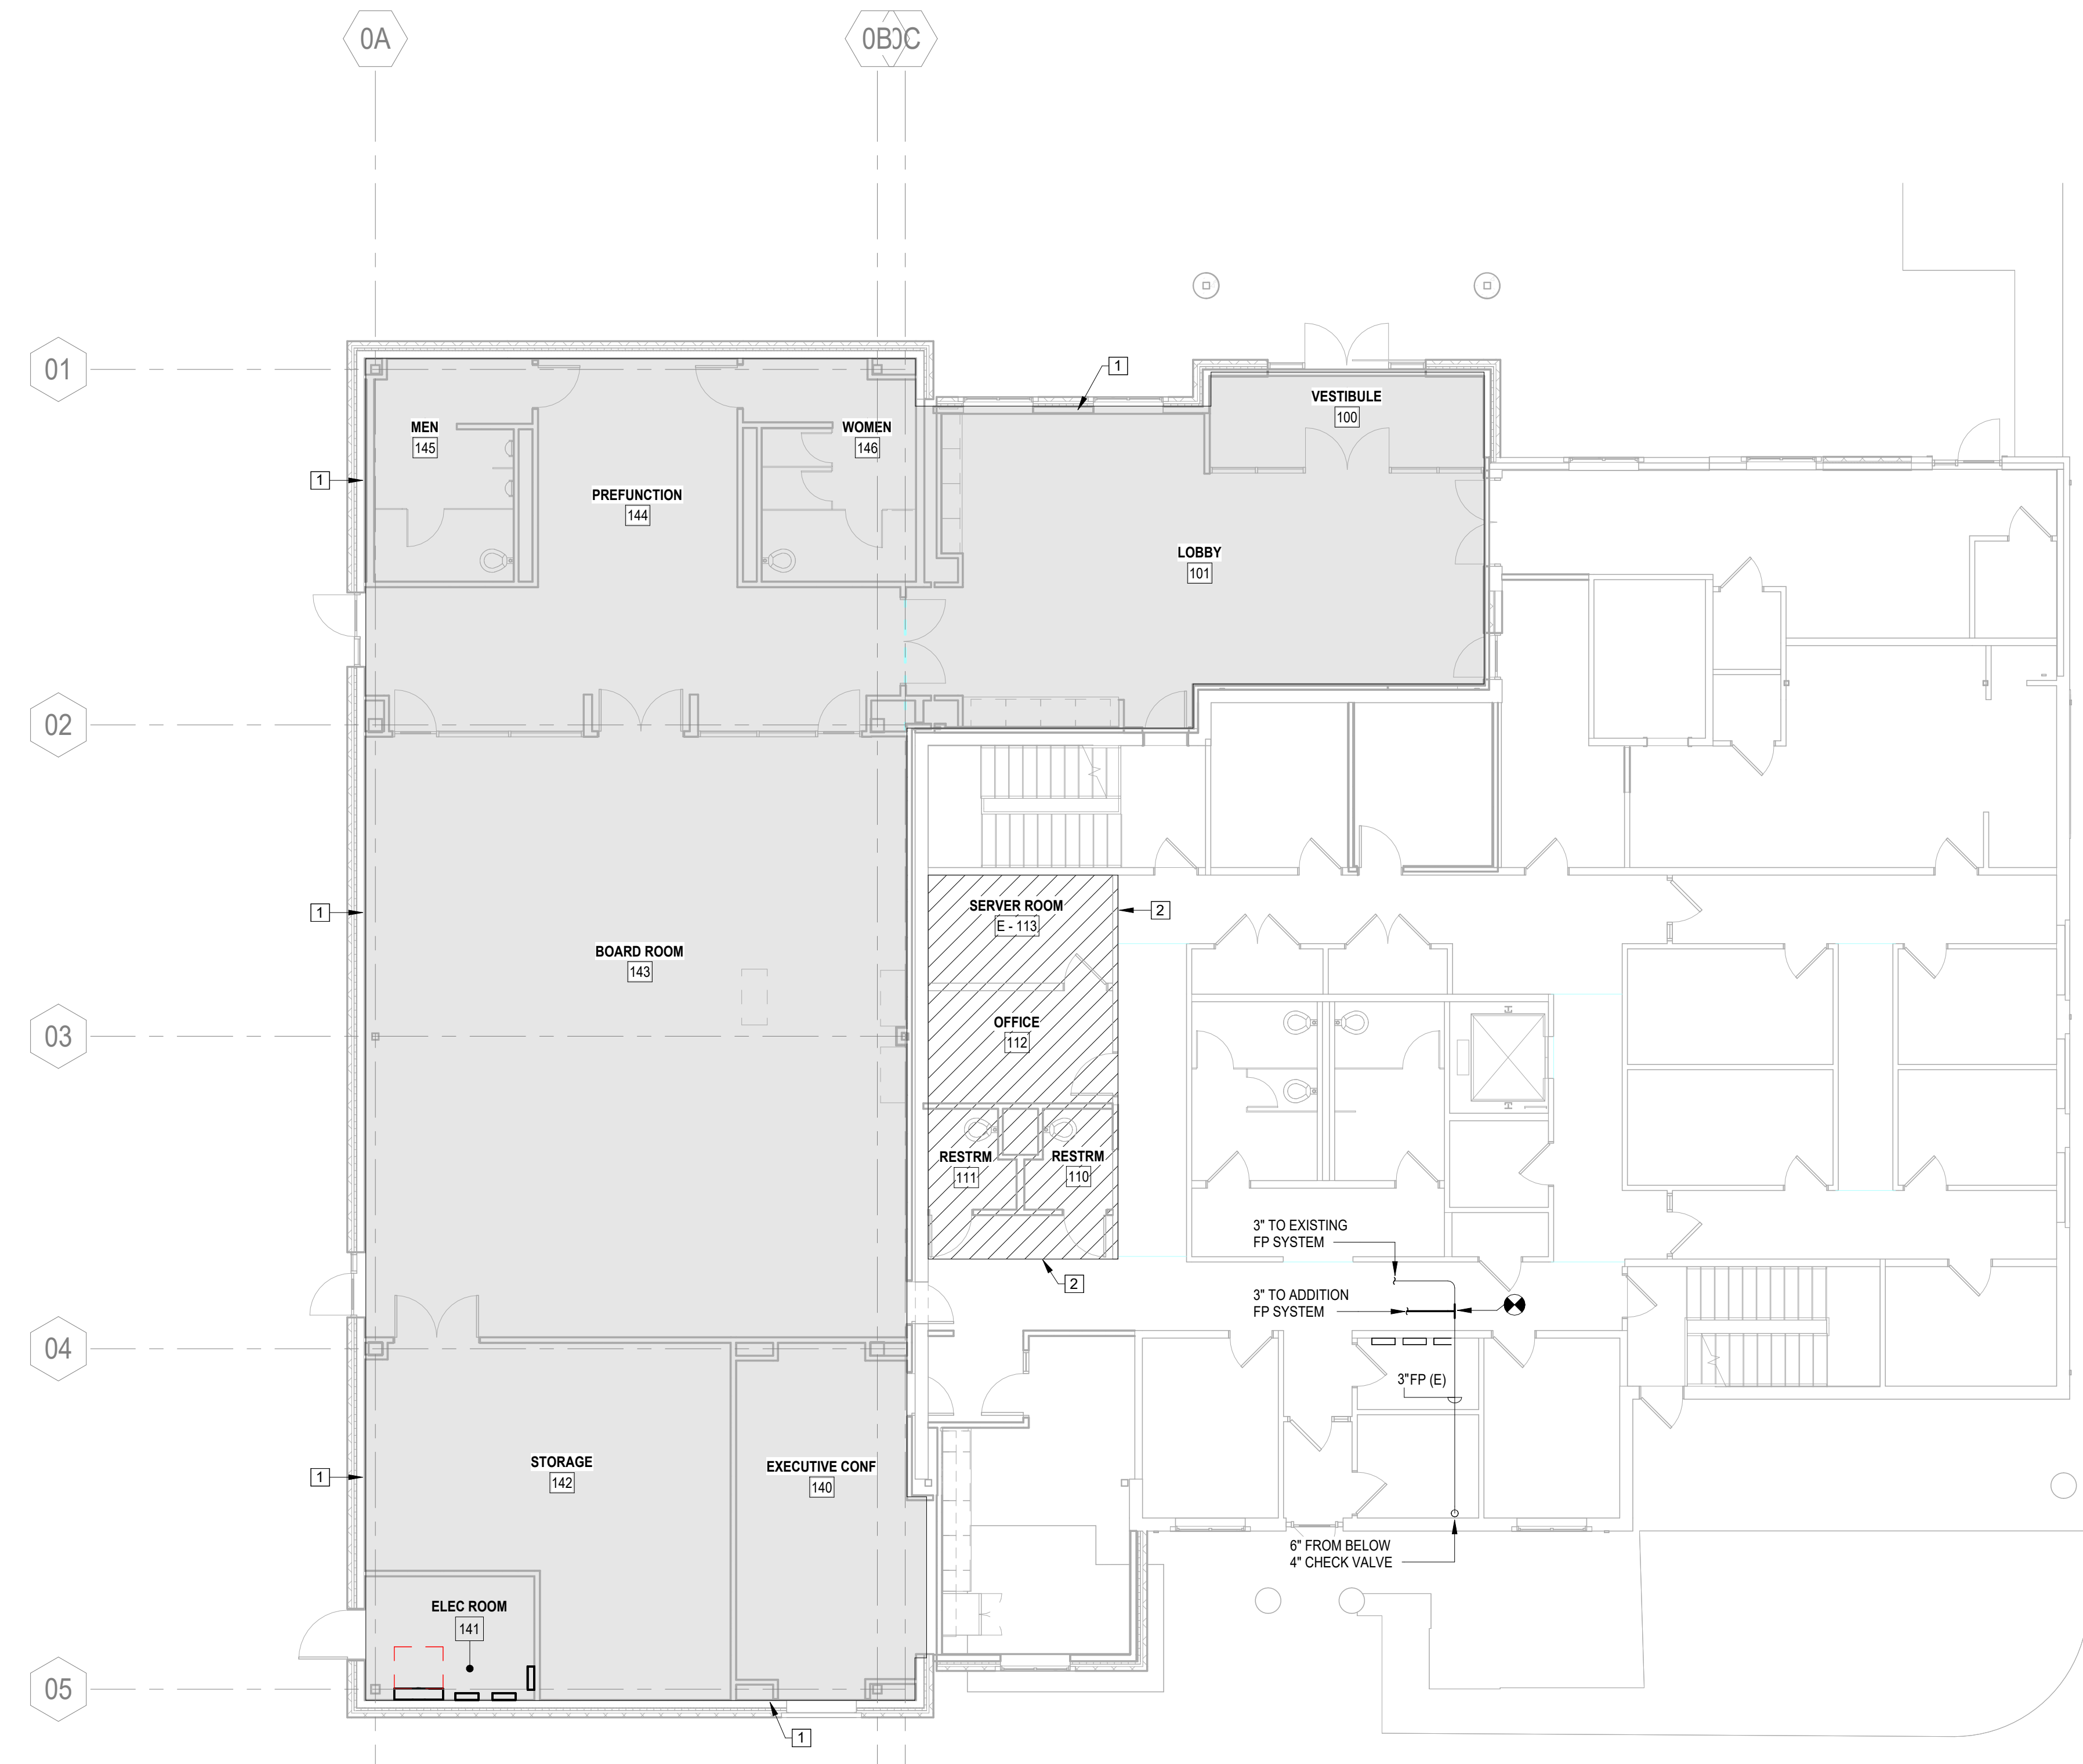 0A
0B
0C
01
1
VESTIBULE
100
MEN
145
WOMEN
146
1
PREFUNCTION
144
LOBBY
101
02
SERVER ROOM
E - 113
1
2
BOARD ROOM
143
OFFICE
112
03
RESTRM
111
RESTRM
110
3" TO EXISTING
FP SYSTEM
2
3" TO ADDITION
FP SYSTEM
04
3"FP (E)
STORAGE
142
EXECUTIVE CONF
140
1
6" FROM BELOW
4" CHECK VALVE
ELEC ROOM
141
05
1